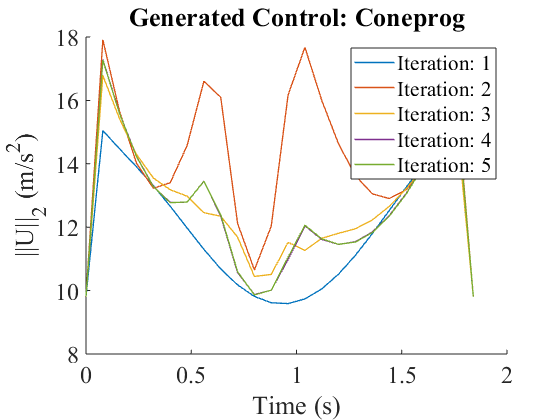 Generated Control: Coneprog
18
16
14
12
10
8
||U||₂ (m/s²)
Iteration: 1
Iteration: 2
Iteration: 3
Iteration: 4
Iteration: 5
0 0.5 1 1.5 2
Time (s)